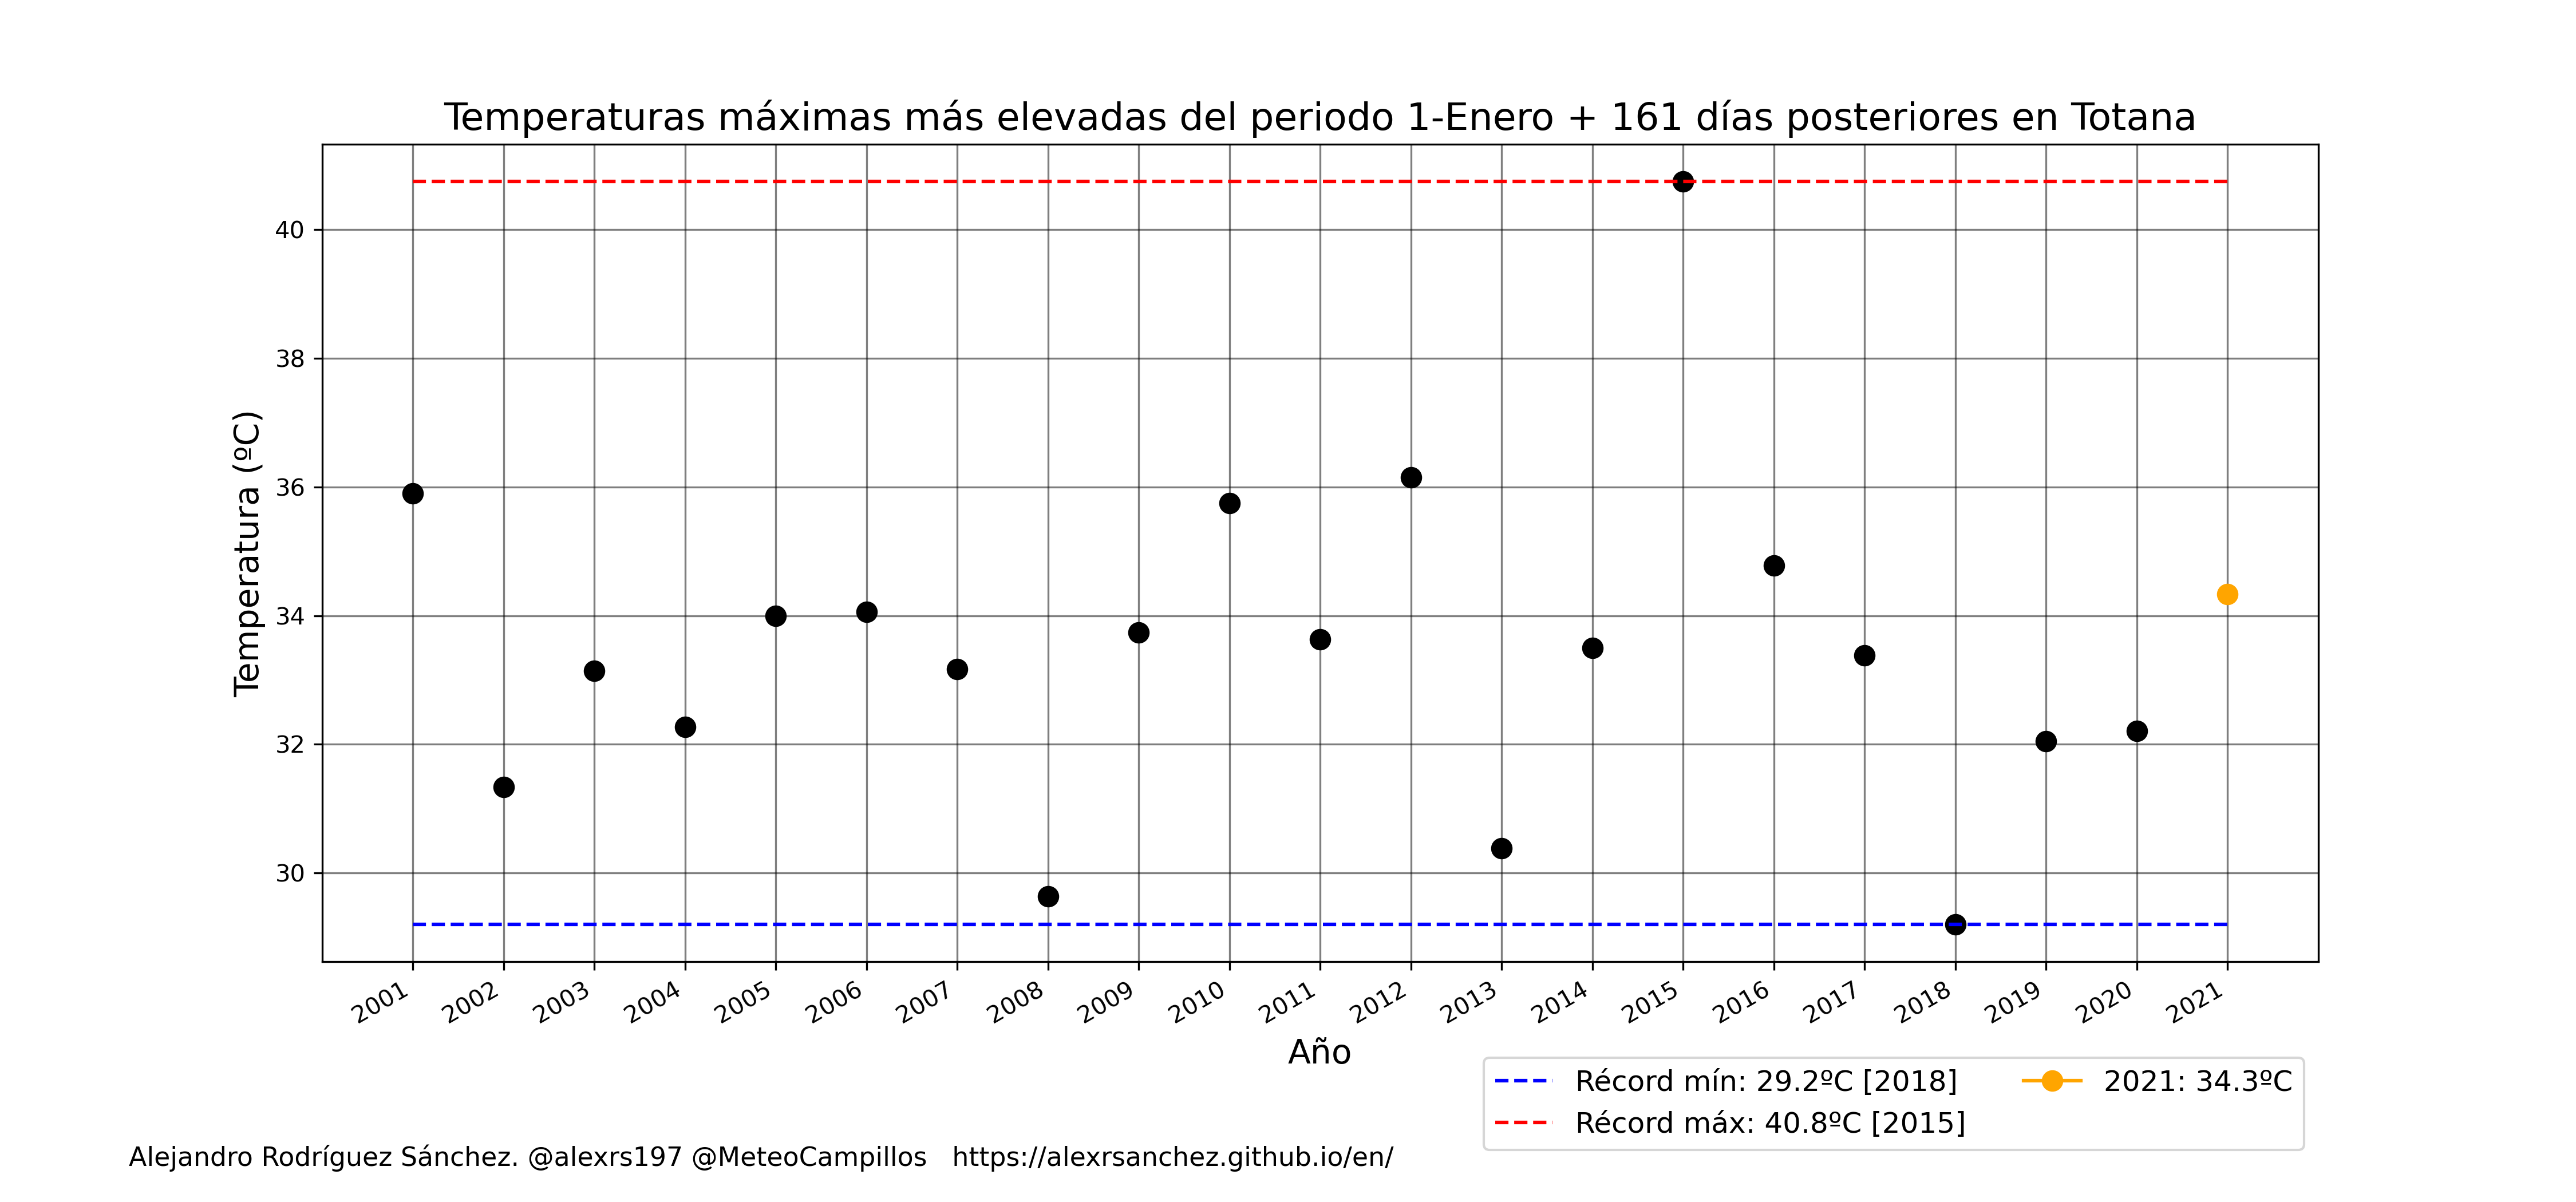 Temperaturas máximas más elevadas del periodo 1-Enero + 161 días posteriores en Totana
Temperatura (ºC)
40
38
36
34
32
30
2001 2002 2003 2004 2005 2006 2007 2008 2009 2010 2011 2012 2013 2014 2015 2016 2017 2018 2019 2020 2021
Año
Récord mín: 29.2ºC [2018]
Récord máx: 40.8ºC [2015]
2021: 34.3ºC
Alejandro Rodríguez Sánchez. @alexrs197 @MeteoCampillos https://alexrsanchez.github.io/en/